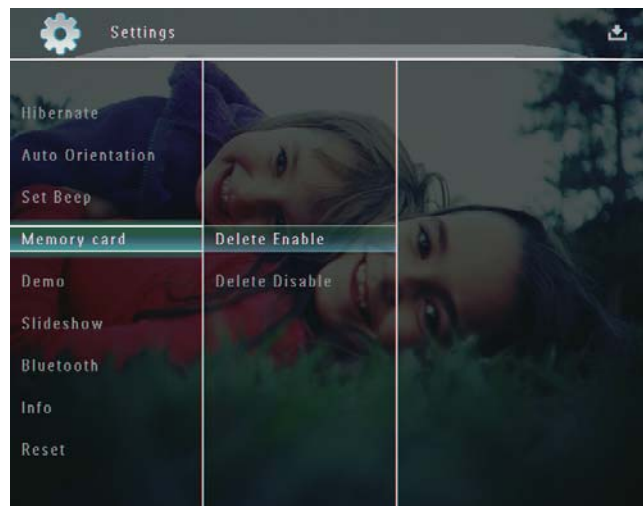 Settings
Hibernate
Auto Orientation
Set Beep
Memory card
Delete Enable
Demo
Delete Disable
Slideshow
Bluetooth
Info
Reset